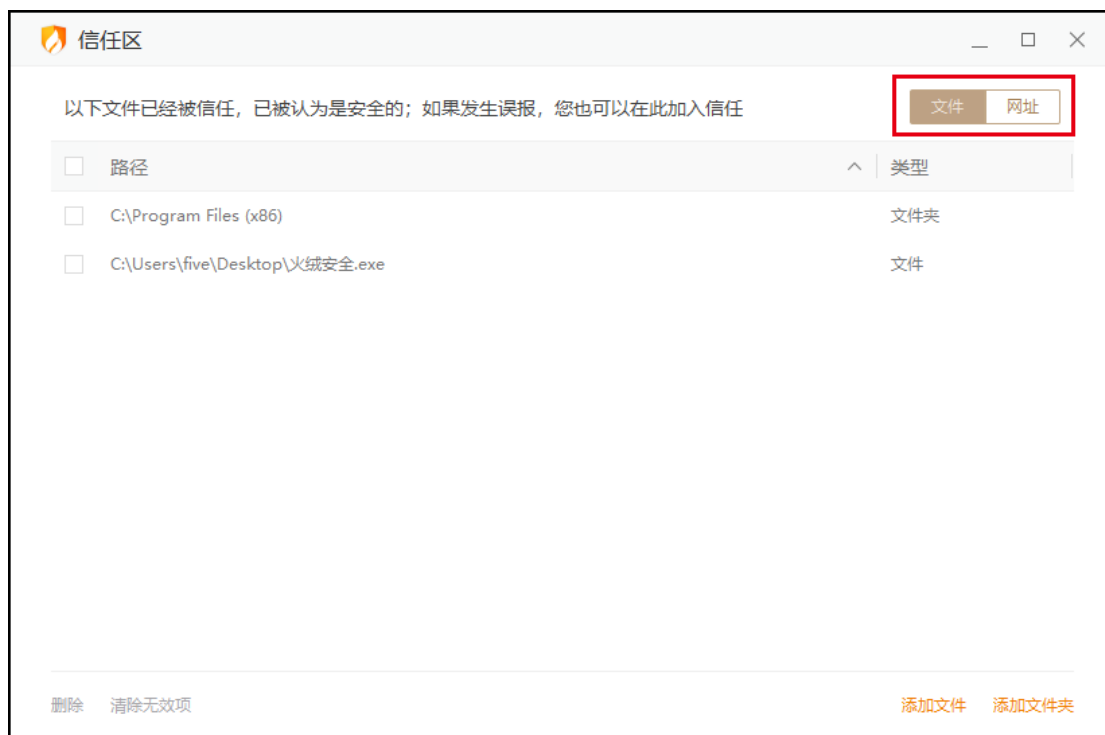 信任区
以下文件已经被信任，已被认为是安全的；如果发生误报，您也可以在此加入信任 文件 网址
路径 类型
C:\Program Files (x86) 文件夹
C:\Users\five\Desktop\火绒安全.exe 文件
删除 清除无效项 添加文件 添加文件夹